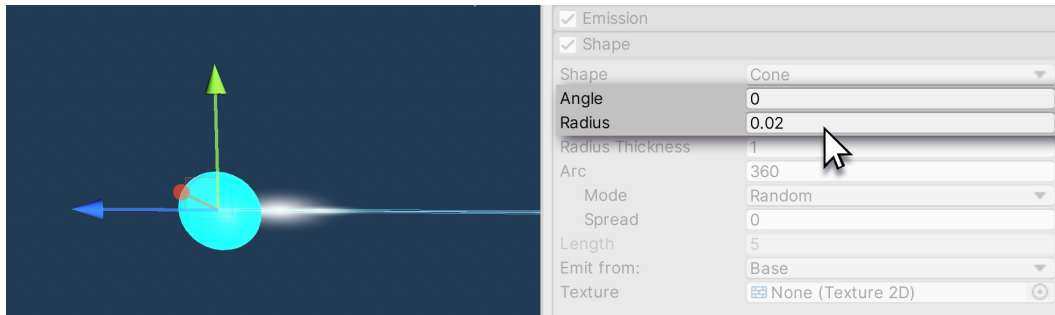 Emission
Shape
Shape Cone
Angle 0
Radius 0.02
Radius Thickness 1
Arc 360
Mode Random
Spread 0
Length 5
Emit from: Base
Texture None (Texture 2D)